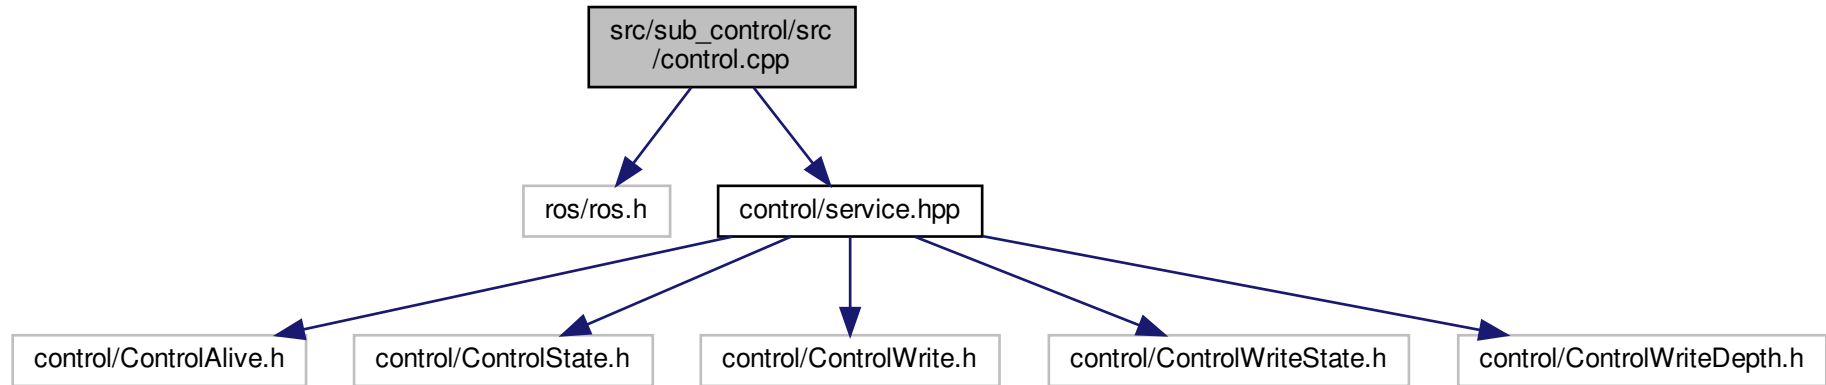 src/sub_control/src
/control.cpp
ros/ros.h
control/service.hpp
control/ControlAlive.h
control/ControlState.h
control/ControlWrite.h
control/ControlWriteState.h
control/ControlWriteDepth.h